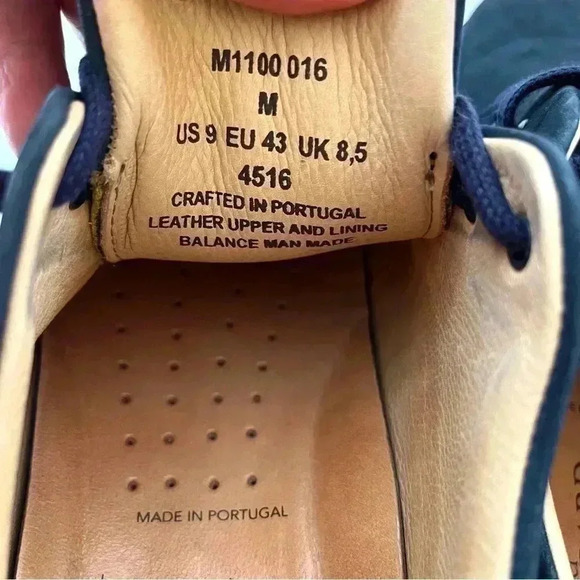 M1100 016
M
US 9 EU 43 UK 8,5
4516
CRAFTED IN PORTUGAL
LEATHER UPPER AND LINING
BALANCE MAN MADE
MADE IN PORTUGAL